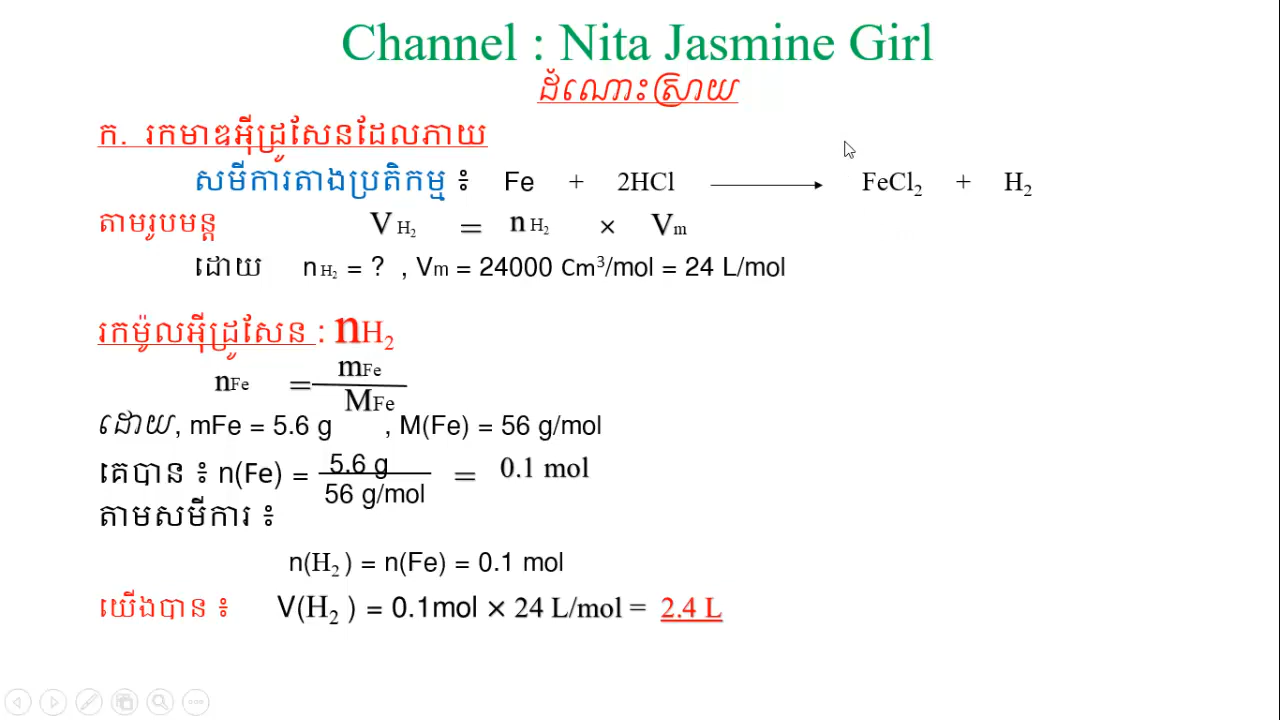 Channel : Nita Jasmine Girl
ដំណោះស្រាយ
ក. រកមាឌអ៊ីដ្រូសែនដែលភាយ
សមីការតាងប្រតិកម្ម ៖ Fe + 2HCl ⟶ FeCl₂ + H₂
តាមរូបមន្ត V H₂ = n H₂ × Vm
ដោយ n H₂ = ? , Vm = 24000 Cm³/mol = 24 L/mol
រកម៉ូលអ៊ីដ្រូសែន : nH₂
nFe = mFe / MFe
ដោយ, mFe = 5.6 g , M(Fe) = 56 g/mol
គេបាន ៖ n(Fe) = 5.6 g / 56 g/mol = 0.1 mol
តាមសមីការ ៖
n(H₂ ) = n(Fe) = 0.1 mol
យើងបាន ៖ V(H₂ ) = 0.1mol × 24 L/mol = 2.4 L